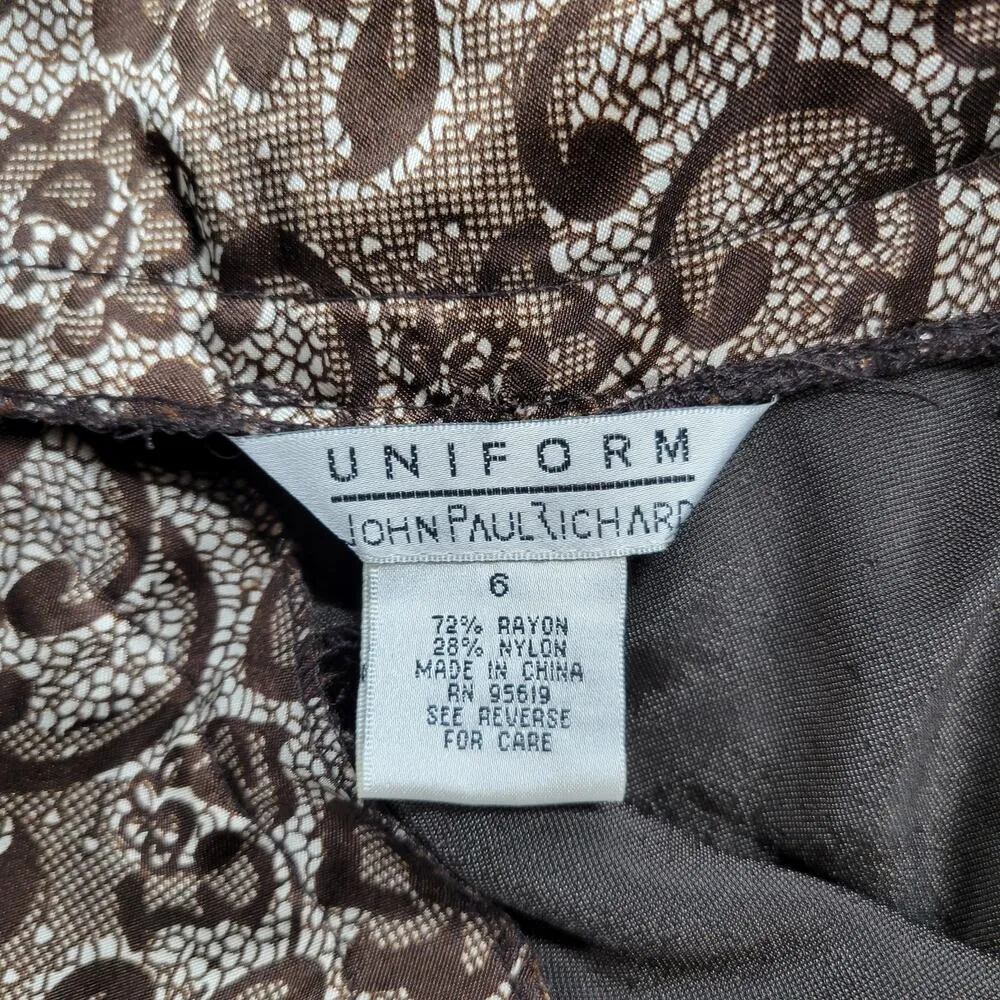 UNIFORM
JOHN PAUL RICHARD
6
72% RAYON
28% NYLON
MADE IN CHINA
RN 95619
SEE REVERSE
FOR CARE